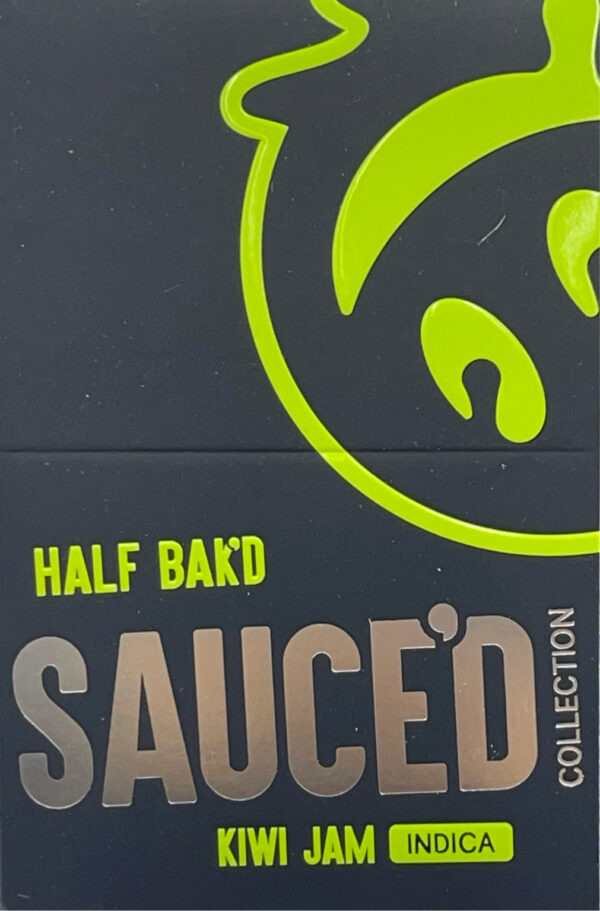 HALF BAK'D
SAUCE'D
COLLECTION
KIWI JAM INDICA